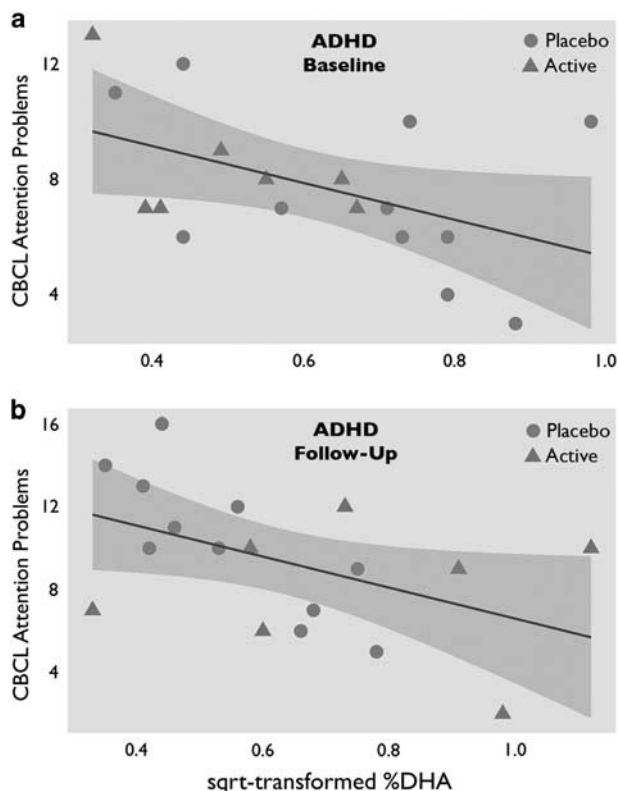 a
ADHD
Baseline
Placebo
Active
CBCL Attention Problems
12
8
4
0.4
0.6
0.8
1.0
b
ADHD
Follow-Up
Placebo
Active
CBCL Attention Problems
16
12
8
4
0.4
0.6
0.8
1.0
sqrt-transformed %DHA